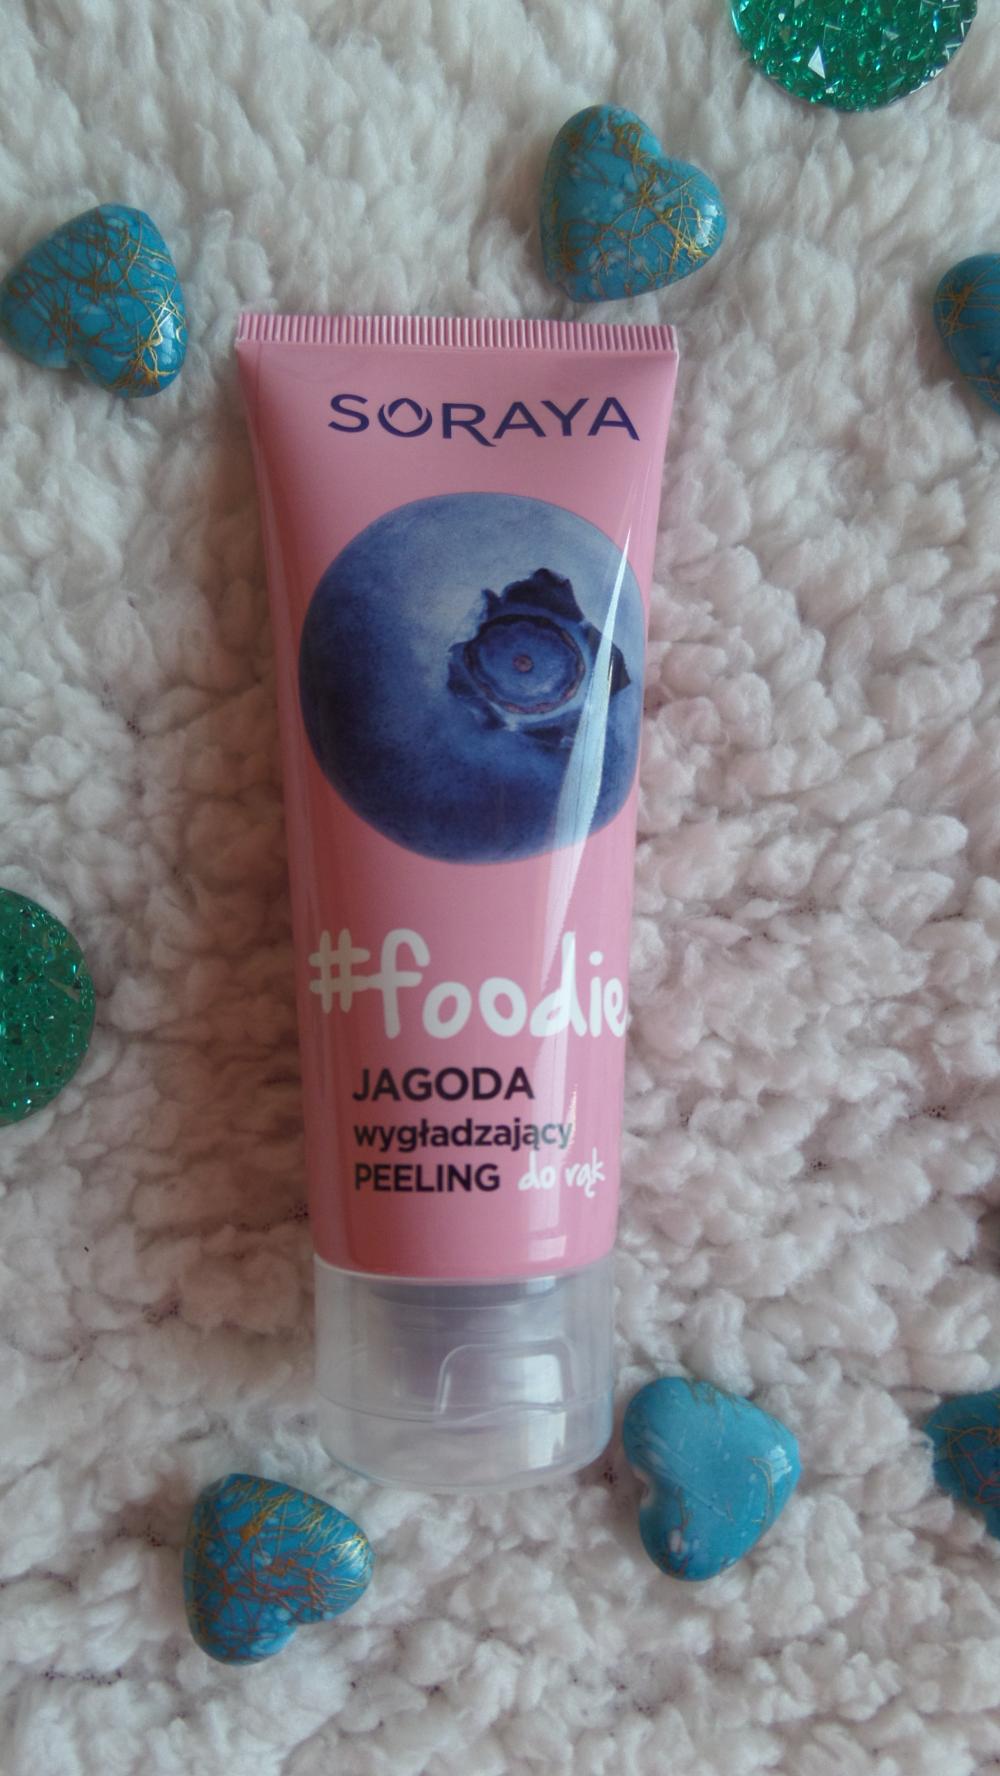 SORAYA
#foodie
JAGODA
wygładzający
PEELING do rąk